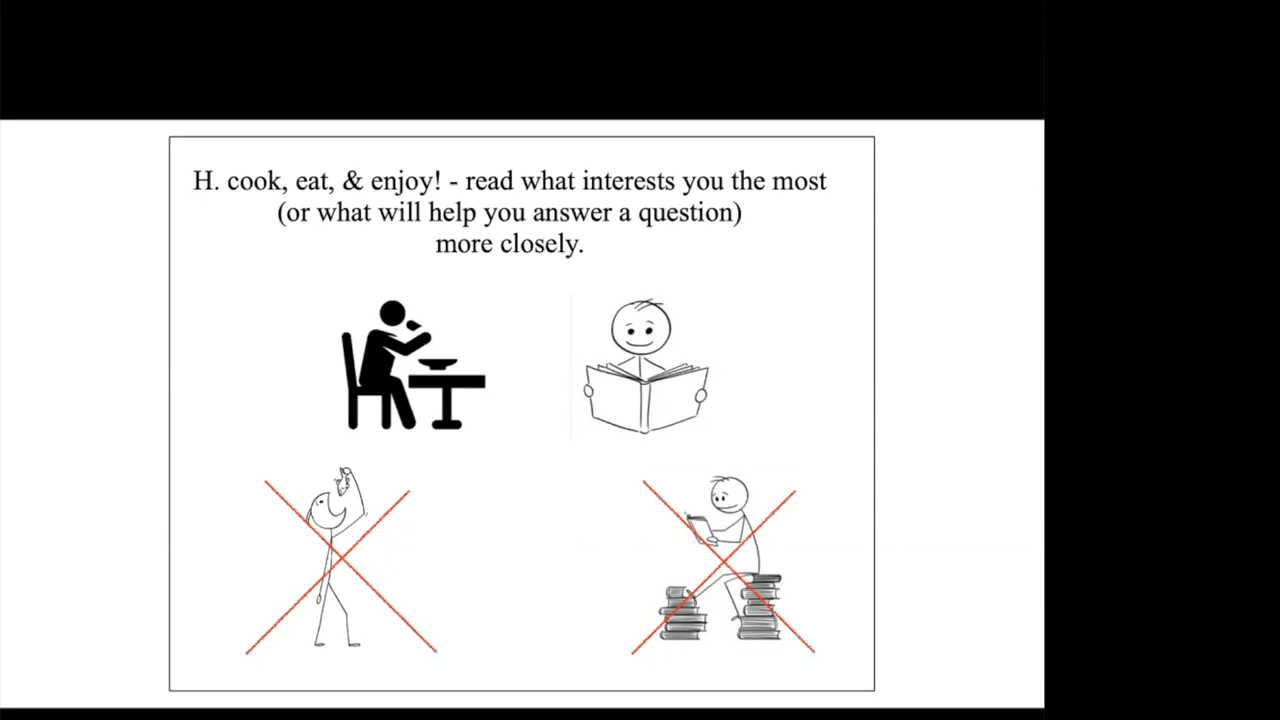 H. cook, eat, & enjoy! - read what interests you the most
(or what will help you answer a question)
more closely.